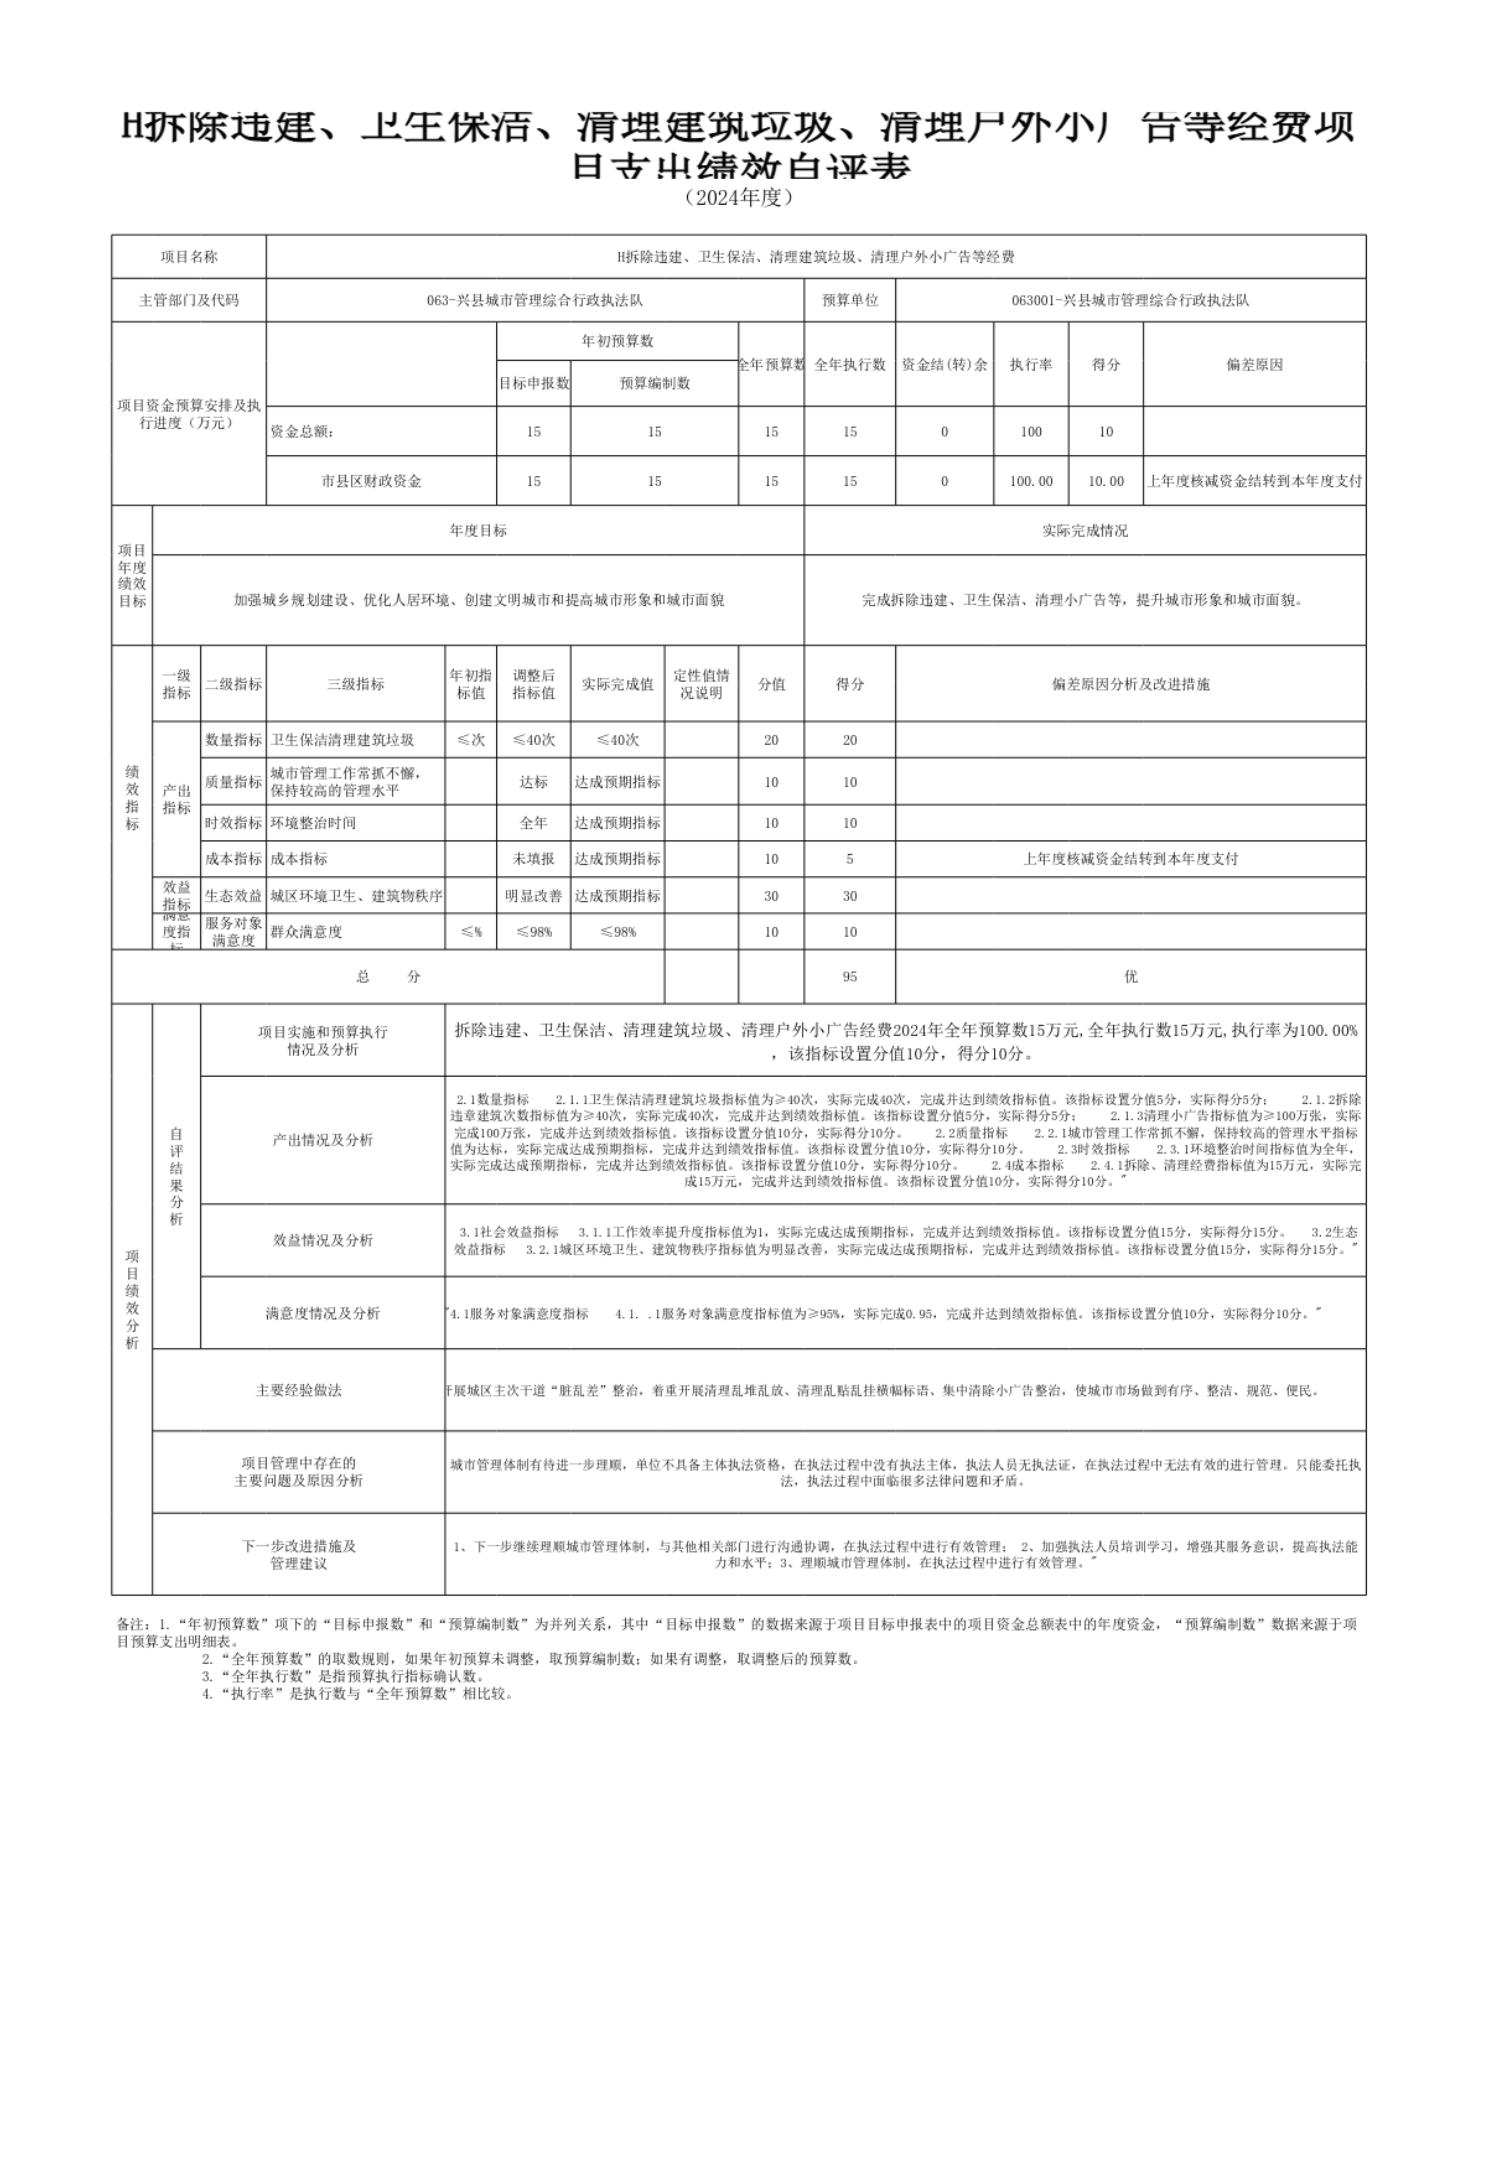 H拆除违建、卫生保洁、清理建筑垃圾、清理户外小广告等经费项
目支出绩效自评表
（2024年度）
项目名称 H拆除违建、卫生保洁、清理建筑垃圾、清理户外小广告等经费
主管部门及代码 063-兴县城市管理综合行政执法队 预算单位 063001-兴县城市管理综合行政执法队
项目资金预算安排及执
行进度（万元）
年初预算数
目标申报数 预算编制数
全年预算数 全年执行数 资金结(转)余 执行率 得分 偏差原因
资金总额： 15 15 15 15 0 100 10
市县区财政资金 15 15 15 15 0 100.00 10.00 上年度核减资金结转到本年度支付
项目
年度
绩效
目标
年度目标 实际完成情况
加强城乡规划建设、优化人居环境、创建文明城市和提高城市形象和城市面貌 完成拆除违建、卫生保洁、清理小广告等，提升城市形象和城市面貌。
绩
效
指
标
一级
指标
二级指标 三级指标
年初指
标值
调整后
指标值
实际完成值
定性值情
况说明
分值 得分 偏差原因分析及改进措施
产出
指标
数量指标 卫生保洁清理建筑垃圾 ≤次 ≤40次 ≤40次 20 20
质量指标
城市管理工作常抓不懈，
保持较高的管理水平
达标 达成预期指标 10 10
时效指标 环境整治时间 全年 达成预期指标 10 10
成本指标 成本指标 未填报 达成预期指标 10 5 上年度核减资金结转到本年度支付
效益
指标
生态效益 城区环境卫生、建筑物秩序 明显改善 达成预期指标 30 30
满意
度指
标
服务对象
满意度
群众满意度 ≤% ≤98% ≤98% 10 10
总 分 95 优
项
目
绩
效
分
析
自
评
结
果
分
析
项目实施和预算执行
情况及分析
拆除违建、卫生保洁、清理建筑垃圾、清理户外小广告经费2024年全年预算数15万元,全年执行数15万元,执行率为100.00%
，该指标设置分值10分，得分10分。
产出情况及分析
2.1数量指标 2.1.1卫生保洁清理建筑垃圾指标值为≥40次，实际完成40次，完成并达到绩效指标值。该指标设置分值5分，实际得分5分； 2.1.2拆除
违章建筑次数指标值为≥40次，实际完成40次，完成并达到绩效指标值。该指标设置分值5分，实际得分5分； 2.1.3清理小广告指标值为≥100万张，实际
完成100万张，完成并达到绩效指标值。该指标设置分值10分，实际得分10分。 2.2质量指标 2.2.1城市管理工作常抓不懈，保持较高的管理水平指标
值为达标，实际完成达成预期指标，完成并达到绩效指标值。该指标设置分值10分，实际得分10分。 2.3时效指标 2.3.1环境整治时间指标值为全年，
实际完成达成预期指标，完成并达到绩效指标值。该指标设置分值10分，实际得分10分。 2.4成本指标 2.4.1拆除、清理经费指标值为15万元，实际完
成15万元，完成并达到绩效指标值。该指标设置分值10分，实际得分10分。"
效益情况及分析
3.1社会效益指标 3.1.1工作效率提升度指标值为1，实际完成达成预期指标，完成并达到绩效指标值。该指标设置分值15分，实际得分15分。 3.2生态
效益指标 3.2.1城区环境卫生、建筑物秩序指标值为明显改善，实际完成达成预期指标，完成并达到绩效指标值。该指标设置分值15分，实际得分15分。"
满意度情况及分析
"4.1服务对象满意度指标 4.1. .1服务对象满意度指标值为≥95%，实际完成0.95，完成并达到绩效指标值。该指标设置分值10分，实际得分10分。"
主要经验做法
开展城区主次干道“脏乱差”整治，着重开展清理乱堆乱放、清理乱贴乱挂横幅标语、集中清除小广告整治，使城市市场做到有序、整洁、规范、便民。
项目管理中存在的
主要问题及原因分析
城市管理体制有待进一步理顺，单位不具备主体执法资格，在执法过程中没有执法主体，执法人员无执法证，在执法过程中无法有效的进行管理。只能委托执
法，执法过程中面临很多法律问题和矛盾。
下一步改进措施及
管理建议
1、下一步继续理顺城市管理体制，与其他相关部门进行沟通协调，在执法过程中进行有效管理； 2、加强执法人员培训学习，增强其服务意识，提高执法能
力和水平；3、理顺城市管理体制，在执法过程中进行有效管理。"
备注：1.“年初预算数”项下的“目标申报数”和“预算编制数”为并列关系，其中“目标申报数”的数据来源于项目目标申报表中的项目资金总额表中的年度资金，“预算编制数”数据来源于项
目预算支出明细表。
2.“全年预算数”的取数规则，如果年初预算未调整，取预算编制数；如果有调整，取调整后的预算数。
3.“全年执行数”是指预算执行指标确认数。
4.“执行率”是执行数与“全年预算数”相比较。